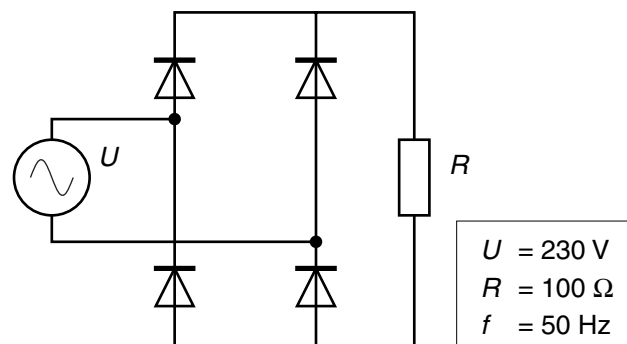 U
R
U = 230 V
R = 100 Ω
f = 50 Hz